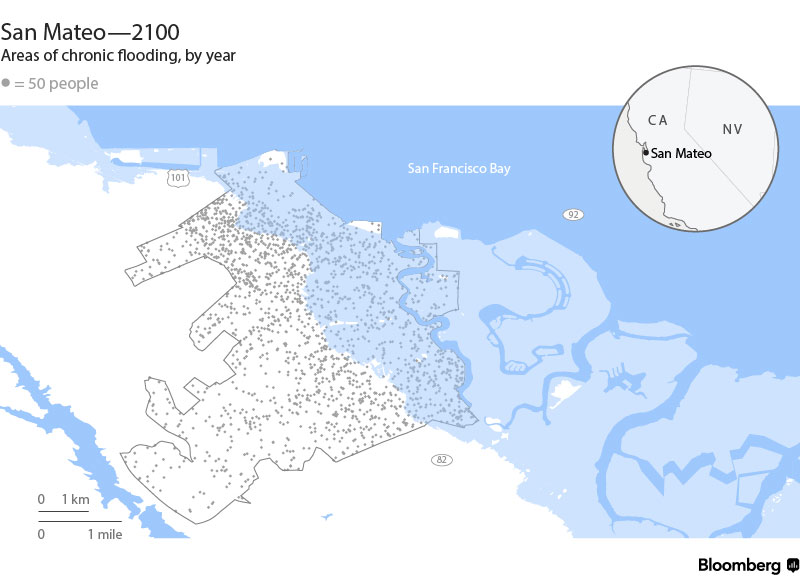 San Mateo—2100
Areas of chronic flooding, by year
= 50 people
CA
NV
San Mateo
San Francisco Bay
101
92
82
0 1 km
0 1 mile
Bloomberg